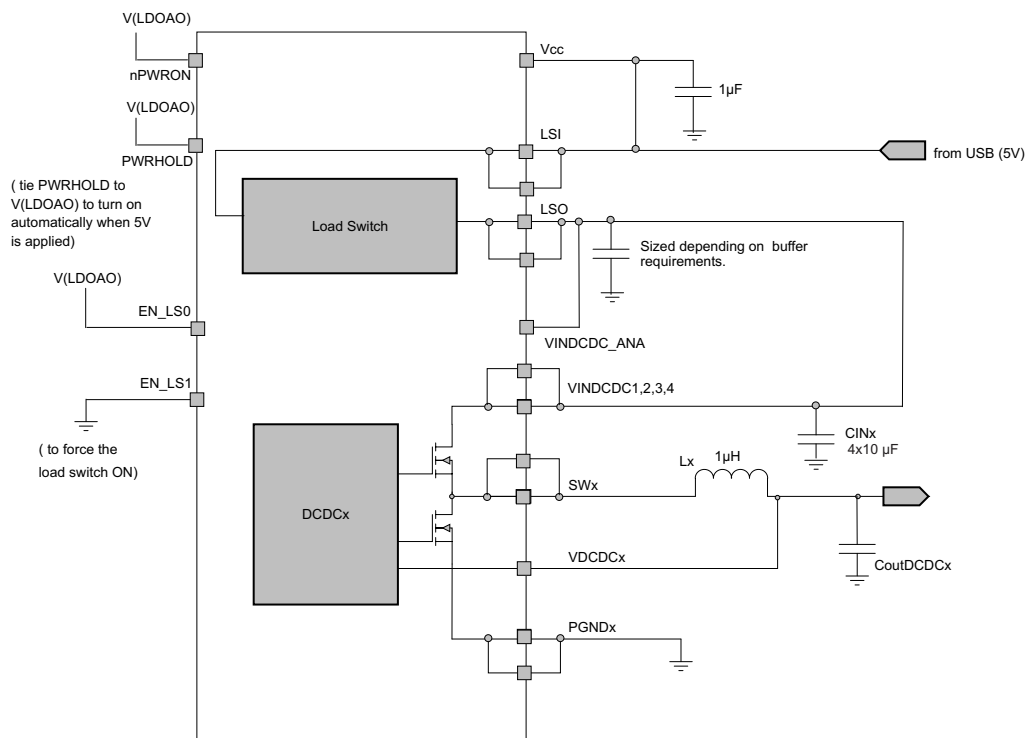 V(LDOAO)
nPWRON
Vcc
1µF
V(LDOAO)
PWRHOLD
LSI
from USB (5V)
( tie PWRHOLD to
V(LDOAO) to turn on
automatically when 5V
is applied)
Load Switch
LSO
Sized depending on buffer
requirements.
V(LDOAO)
EN_LS0
VINDCDC_ANA
EN_LS1
VINDCDC1,2,3,4
( to force the
load switch ON)
CINx
4x10 µF
Lx
1µH
SWx
DCDCx
VDCDCx
CoutDCDCx
PGNDx